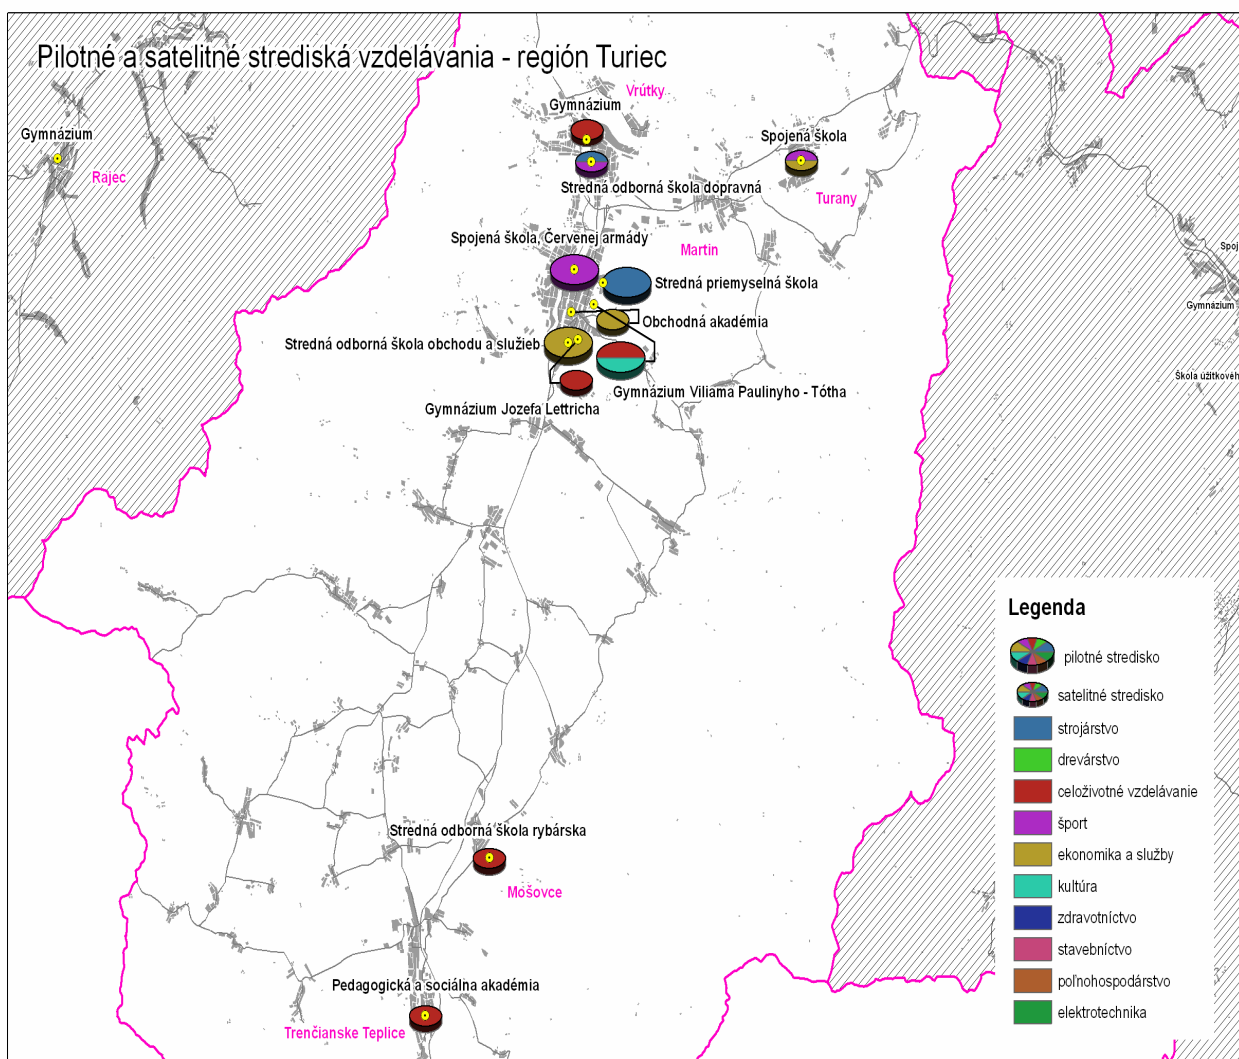 Pilotné a satelitné strediská vzdelávania - región Turiec
Vrútky
Gymnázium
Gymnázium
Rajec
Spojená škola
Stredná odborná škola dopravná
Turany
Spojená škola, Červenej armády
Martin
Spoj
Stredná priemyselná škola
Gymnázium
Obchodná akadémia
Stredná odborná škola obchodu a služieb
Škola úžitkovéh
Gymnázium Viliama Paulinyho - Tótha
Gymnázium Jozefa Lettricha
Legenda
pilotné stredisko
satelitné stredisko
strojárstvo
drevárstvo
celoživotné vzdelávanie
šport
ekonomika a služby
kultúra
zdravotníctvo
stavebníctvo
poľnohospodárstvo
elektrotechnika
Stredná odborná škola rybárska
Mošovce
Pedagogická a sociálna akadémia
Trenčianske Teplice